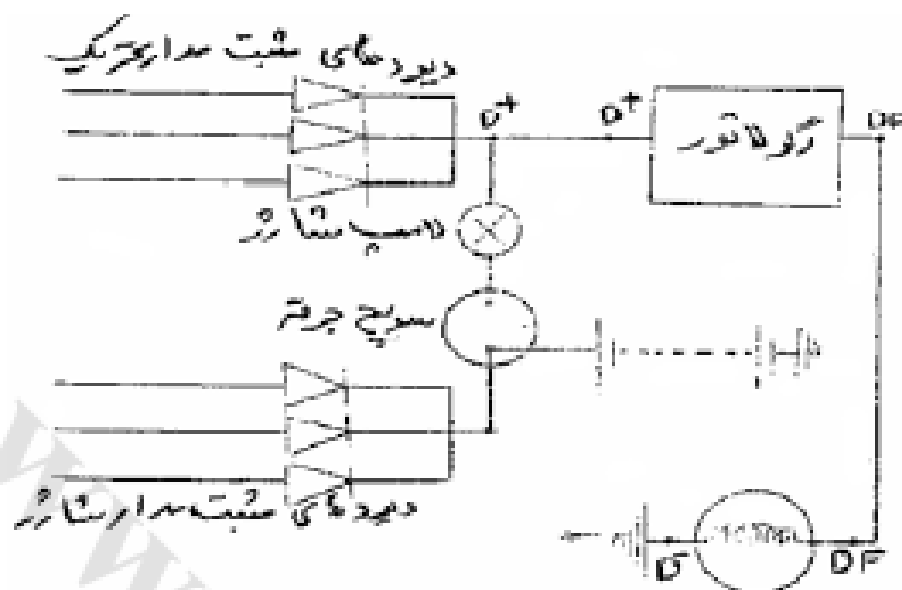 دیودهای مثبت مدار تحریک
D+
D+
رگولاتور
DF
لامپ شارژ
سویچ جرقه
دیودهای مثبت مدار شارژ
D-
DF